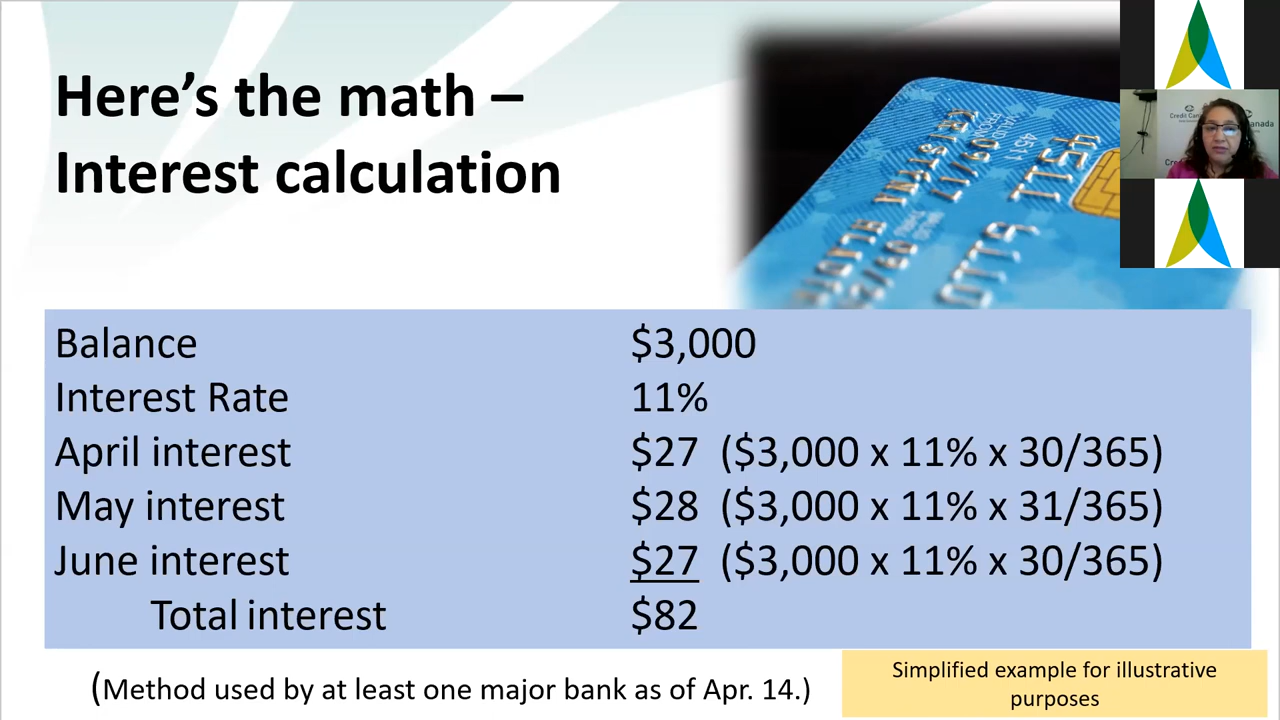 Here's the math –
Interest calculation
Balance $3,000
Interest Rate 11%
April interest $27 ($3,000 x 11% x 30/365)
May interest $28 ($3,000 x 11% x 31/365)
June interest $27 ($3,000 x 11% x 30/365)
Total interest $82
(Method used by at least one major bank as of Apr. 14.)
Simplified example for illustrative
purposes
4511